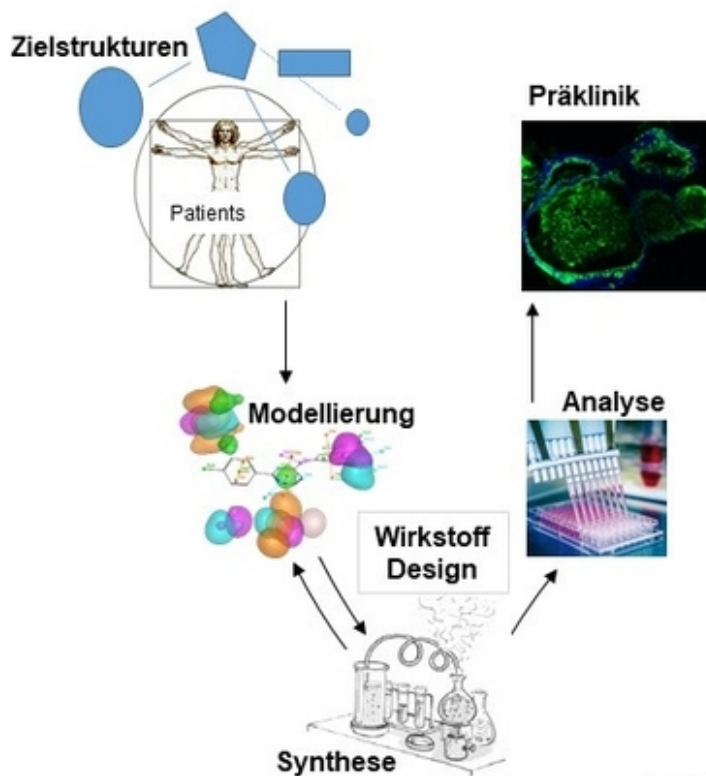 Zielstrukturen
Patients
Präklinik
Modellierung
Analyse
Wirkstoff
Design
Synthese